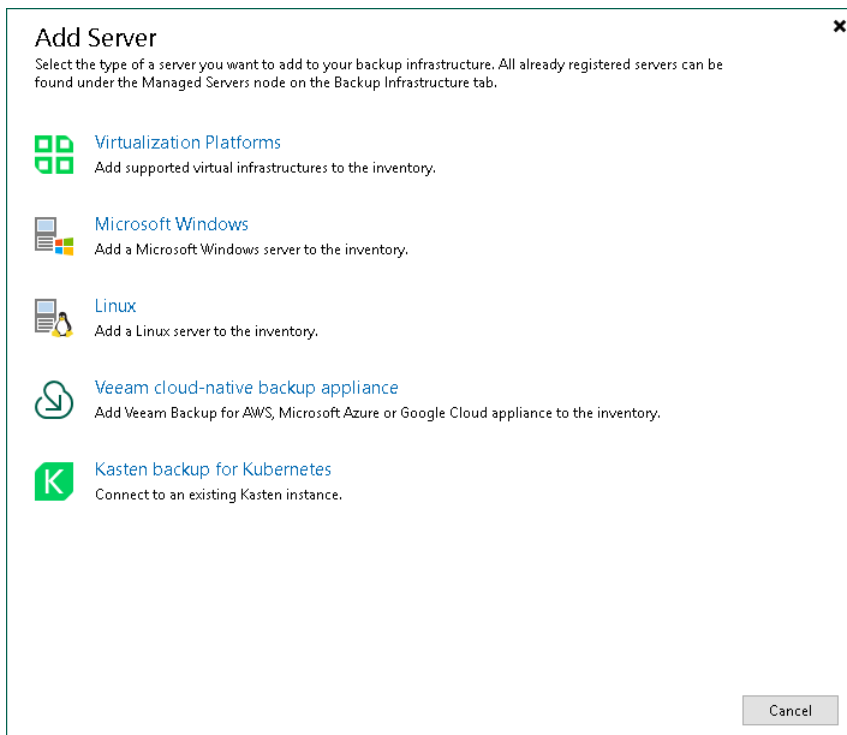 Add Server
Select the type of a server you want to add to your backup infrastructure. All already registered servers can be
found under the Managed Servers node on the Backup Infrastructure tab.
Virtualization Platforms
Add supported virtual infrastructures to the inventory.
Microsoft Windows
Add a Microsoft Windows server to the inventory.
Linux
Add a Linux server to the inventory.
Veeam cloud-native backup appliance
Add Veeam Backup for AWS, Microsoft Azure or Google Cloud appliance to the inventory.
K
Kasten backup for Kubernetes
Connect to an existing Kasten instance.
Cancel